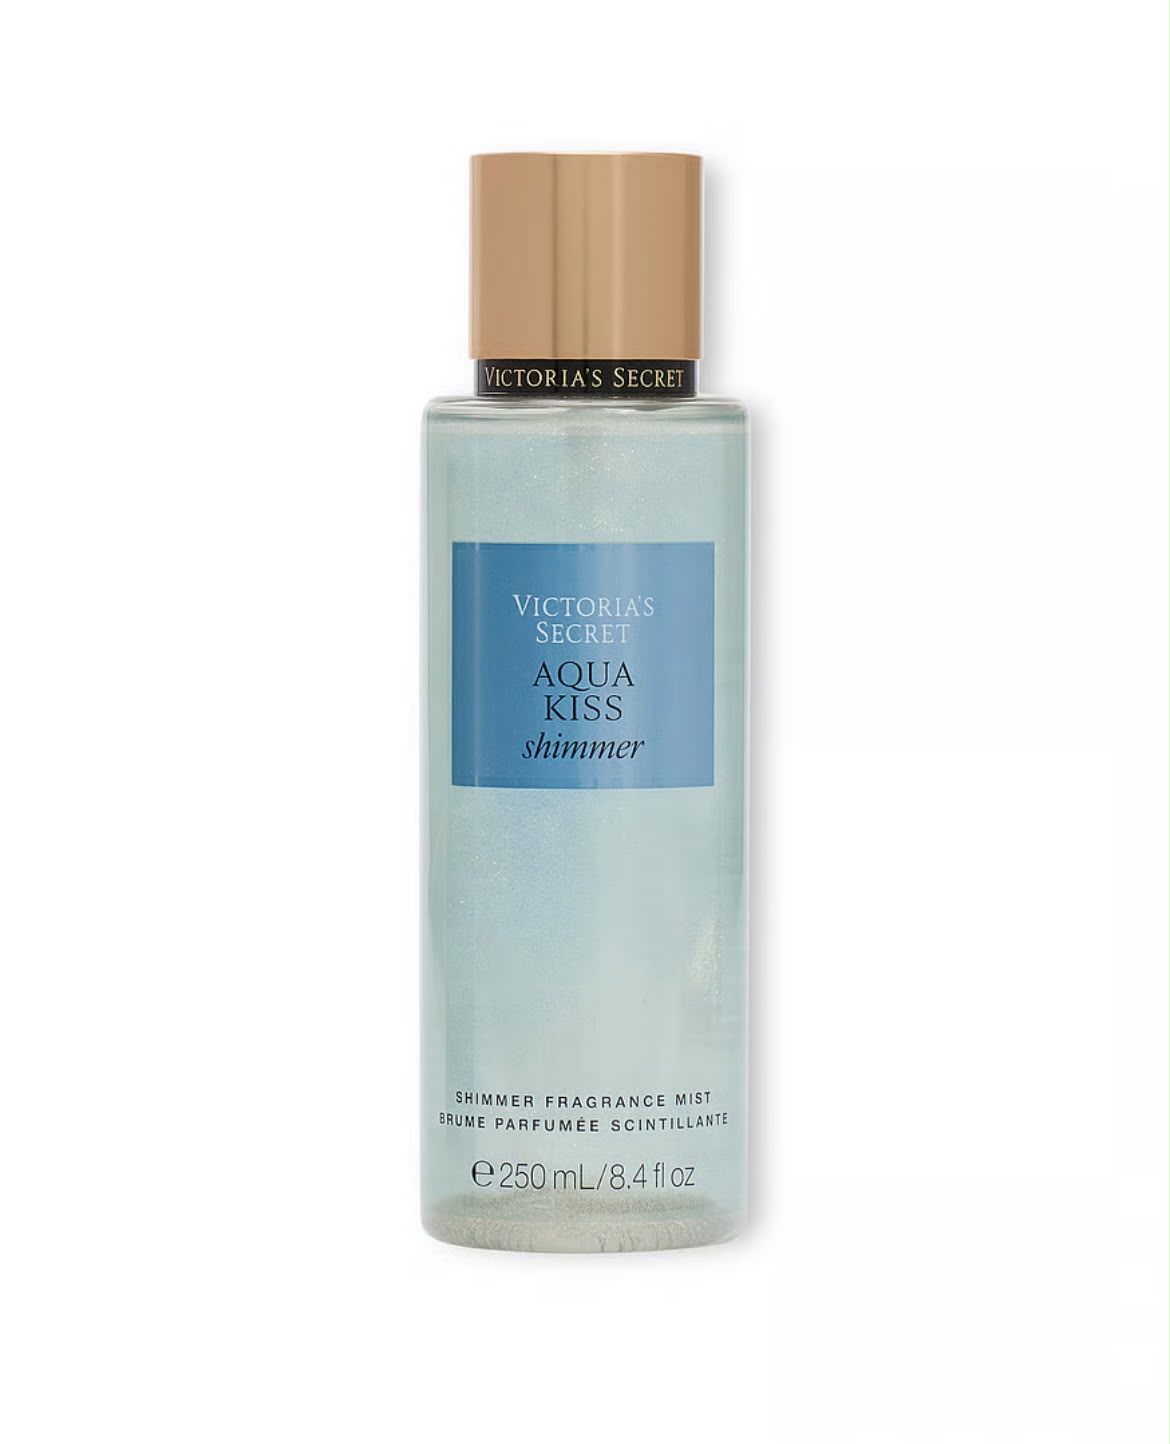 VICTORIA'S SECRET
VICTORIA'S
SECRET
AQUA
KISS
shimmer
SHIMMER FRAGRANCE MIST
BRUME PARFUMÉE SCINTILLANTE
℮250 mL/8.4 fl oz